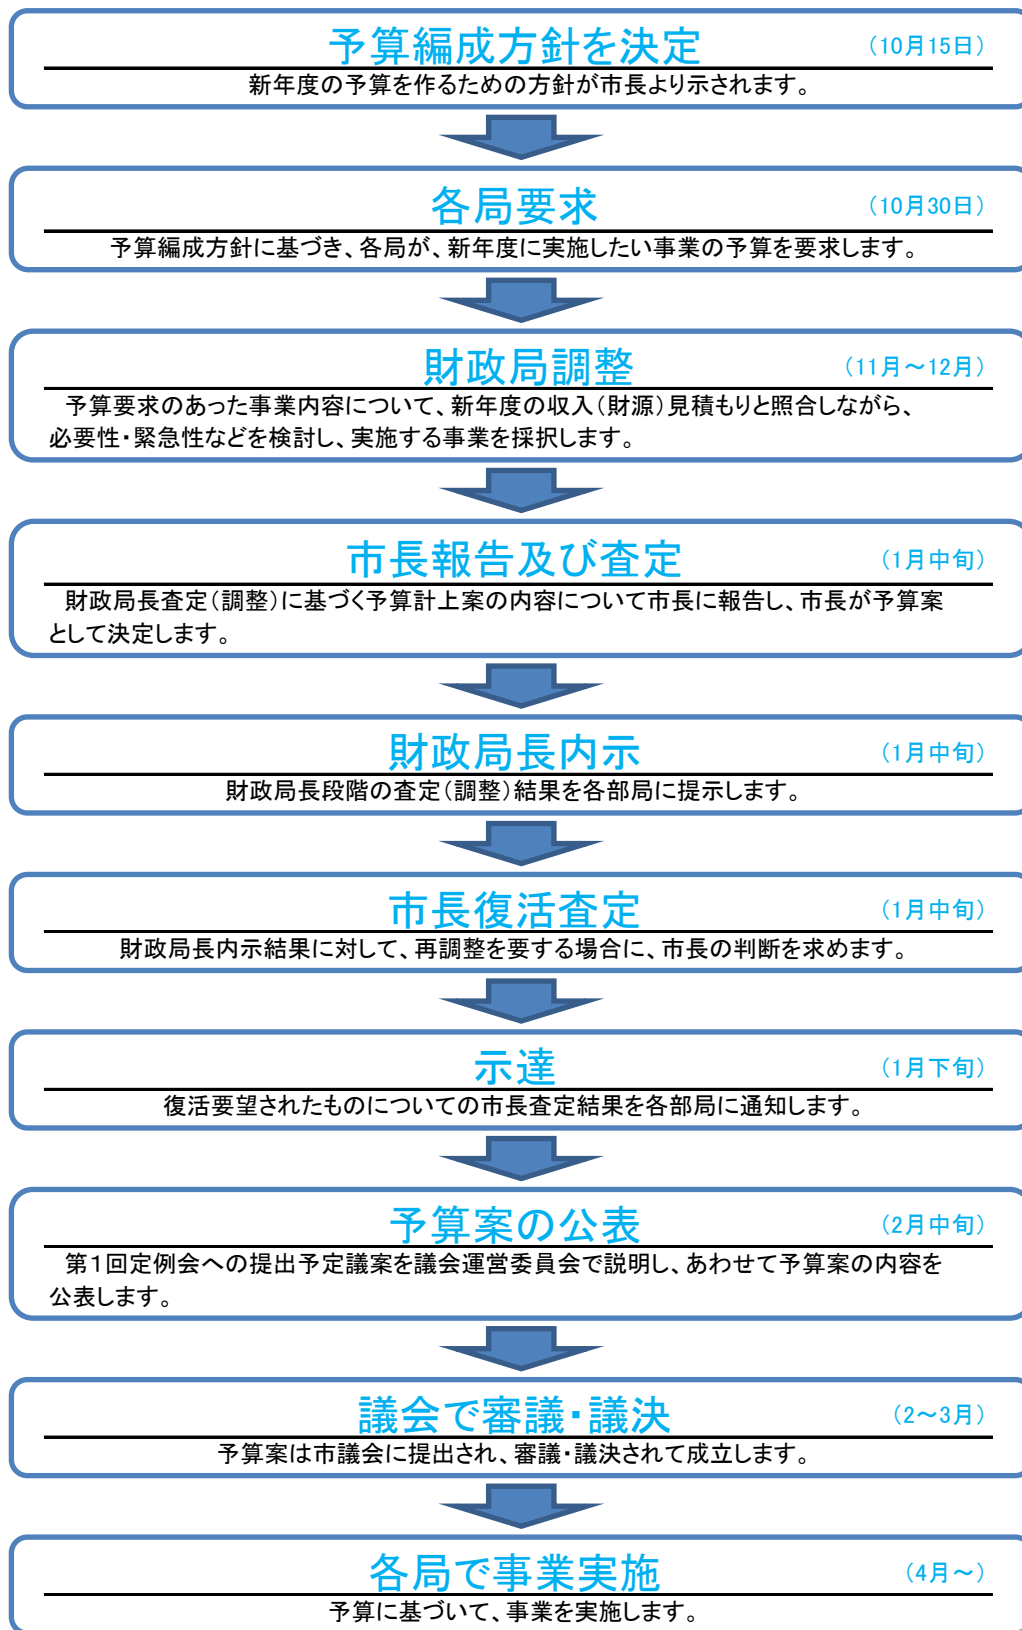 予算編成方針を決定 (10月15日)
新年度の予算を作るための方針が市長より示されます。
各局要求 (10月30日)
予算編成方針に基づき、各局が、新年度に実施したい事業の予算を要求します。
財政局調整 (11月～12月)
予算要求のあった事業内容について、新年度の収入(財源)見積もりと照合しながら、
必要性・緊急性などを検討し、実施する事業を採択します。
市長報告及び査定 (1月中旬)
財政局長査定(調整)に基づく予算計上案の内容について市長に報告し、市長が予算案
として決定します。
財政局長内示 (1月中旬)
財政局長段階の査定(調整)結果を各部局に提示します。
市長復活査定 (1月中旬)
財政局長内示結果に対して、再調整を要する場合に、市長の判断を求めます。
示達 (1月下旬)
復活要望されたものについての市長査定結果を各部局に通知します。
予算案の公表 (2月中旬)
第1回定例会への提出予定議案を議会運営委員会で説明し、あわせて予算案の内容を
公表します。
議会で審議・議決 (2～3月)
予算案は市議会に提出され、審議・議決されて成立します。
各局で事業実施 (4月～)
予算に基づいて、事業を実施します。